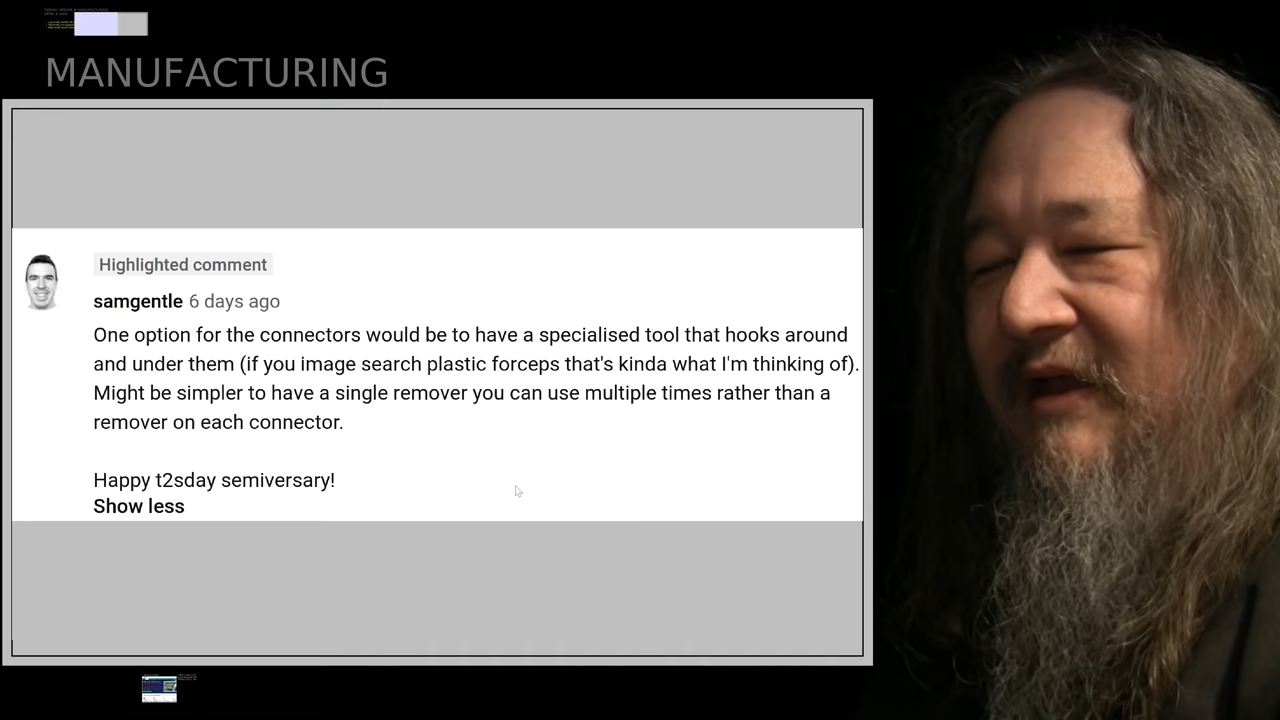 MANUFACTURING
Highlighted comment
samgentle 6 days ago
One option for the connectors would be to have a specialised tool that hooks around
and under them (if you image search plastic forceps that's kinda what I'm thinking of).
Might be simpler to have a single remover you can use multiple times rather than a
remover on each connector.
Happy t2sday semiversary!
Show less